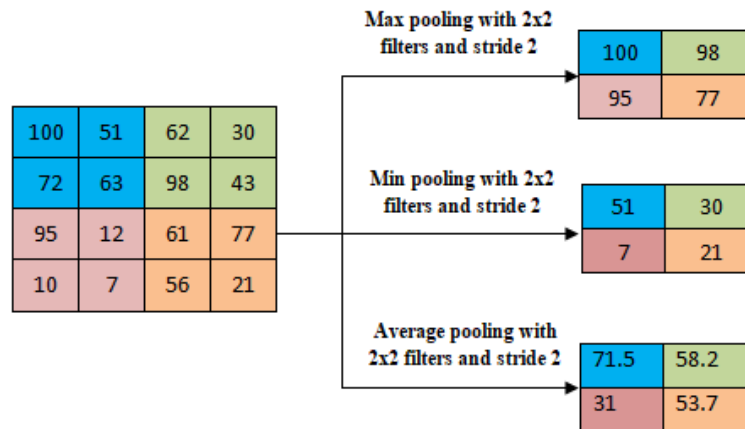 Max pooling with 2x2
filters and stride 2
100 98
95 77
100 51 62 30
72 63 98 43
95 12 61 77
10 7 56 21
Min pooling with 2x2
filters and stride 2
51 30
7 21
Average pooling with
2x2 filters and stride 2
71.5 58.2
31 53.7